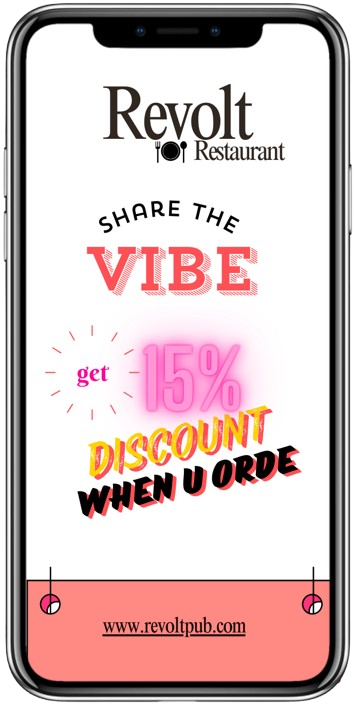 Revolt
Restaurant
SHARE THE
VIBE
get 15%
DISCOUNT
WHEN U ORDE
www.revoltpub.com